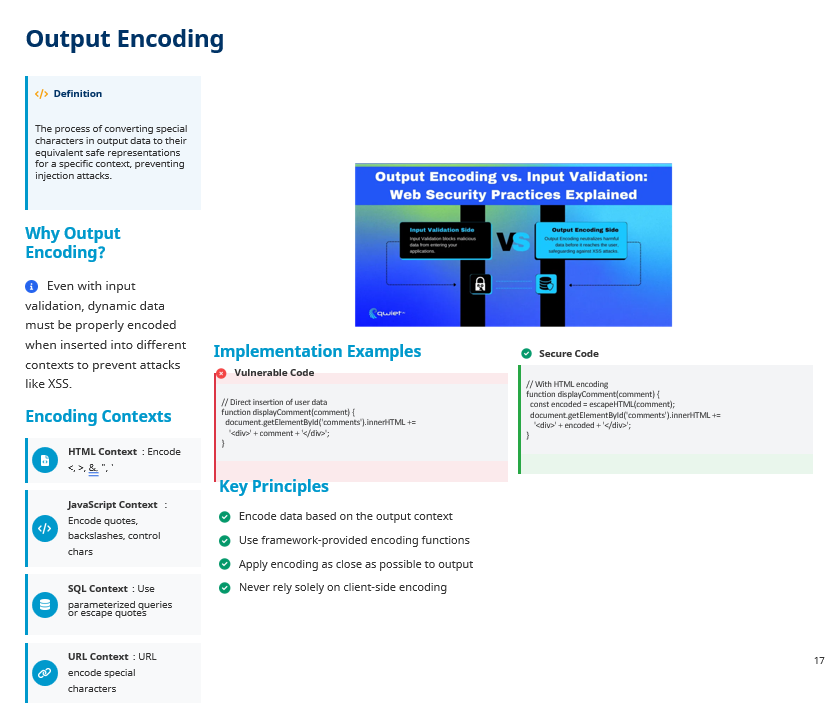 Output Encoding
</> Definition
The process of converting special
characters in output data to their
equivalent safe representations
for a specific context, preventing
injection attacks.
Why Output
Encoding?
Even with input
validation, dynamic data
must be properly encoded
when inserted into different
contexts to prevent attacks
like XSS.
Encoding Contexts
HTML Context : Encode
<, >, &, ", '
JavaScript Context :
Encode quotes,
backslashes, control
chars
SQL Context : Use
parameterized queries
or escape quotes
URL Context : URL
encode special
characters
Output Encoding vs. Input Validation:
Web Security Practices Explained
Input Validation Side
Input Validation blocks malicious
data from entering your
applications.
VS
Output Encoding Side
Output Encoding neutralizes harmful
data before it reaches the user,
safeguarding against XSS attacks.
qwiet
Implementation Examples
Vulnerable Code
// Direct insertion of user data
function displayComment(comment) {
document.getElementById('comments').innerHTML +=
'<div>' + comment + '</div>';
}
Secure Code
// With HTML encoding
function displayComment(comment) {
const encoded = escapeHTML(comment);
document.getElementById('comments').innerHTML +=
'<div>' + encoded + '</div>';
}
Key Principles
Encode data based on the output context
Use framework-provided encoding functions
Apply encoding as close as possible to output
Never rely solely on client-side encoding
17